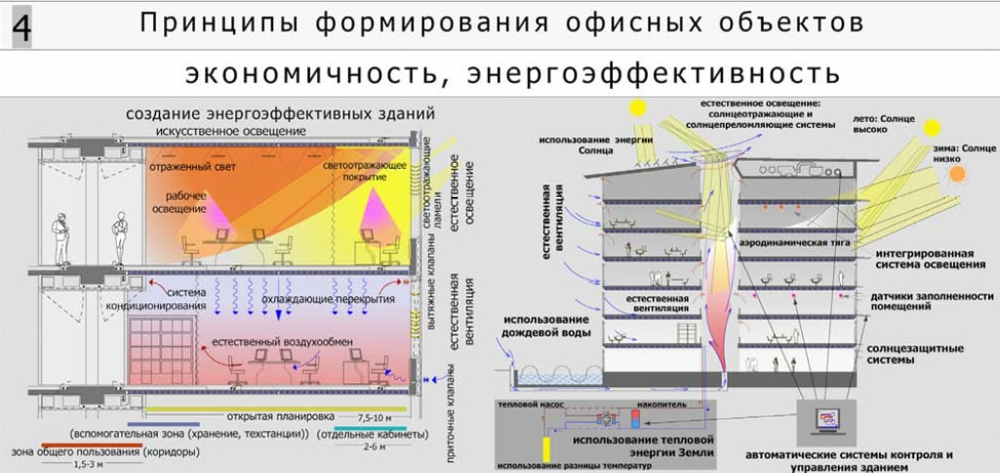 4
Принципы формирования офисных объектов
экономичность, энергоэффективность
создание энергоэффективных зданий
искусственное освещение
отраженный свет
светоотражающее
покрытие
рабочее
освещение
светоотражающие
ламели
естественное
освещение
система
кондиционирования
охлаждающие перекрытия
вытяжные клапаны
естественная
вентиляция
естественный воздухообмен
приточные клапаны
открытая планировка
7,5-10 м
(вспомогательная зона (хранение, техстанции))
(отдельные кабинеты)
2-6 м
зона общего пользования (коридоры)
1,5-3 м
естественное освещение:
солнцеотражающие и
солнцепреломляющие системы
использование энергии
Солнца
лето: Солнце
высоко
зима: Солнце
низко
естественная
вентиляция
аэродинамическая тяга
интегрированная
система освещения
естественная
вентиляция
датчики заполненности
помещений
использование
дождевой воды
солнцезащитные
системы
тепловой насос
накопитель
использование тепловой
энергии Земли
использование разницы температур
автоматические системы контроля и
управления зданием